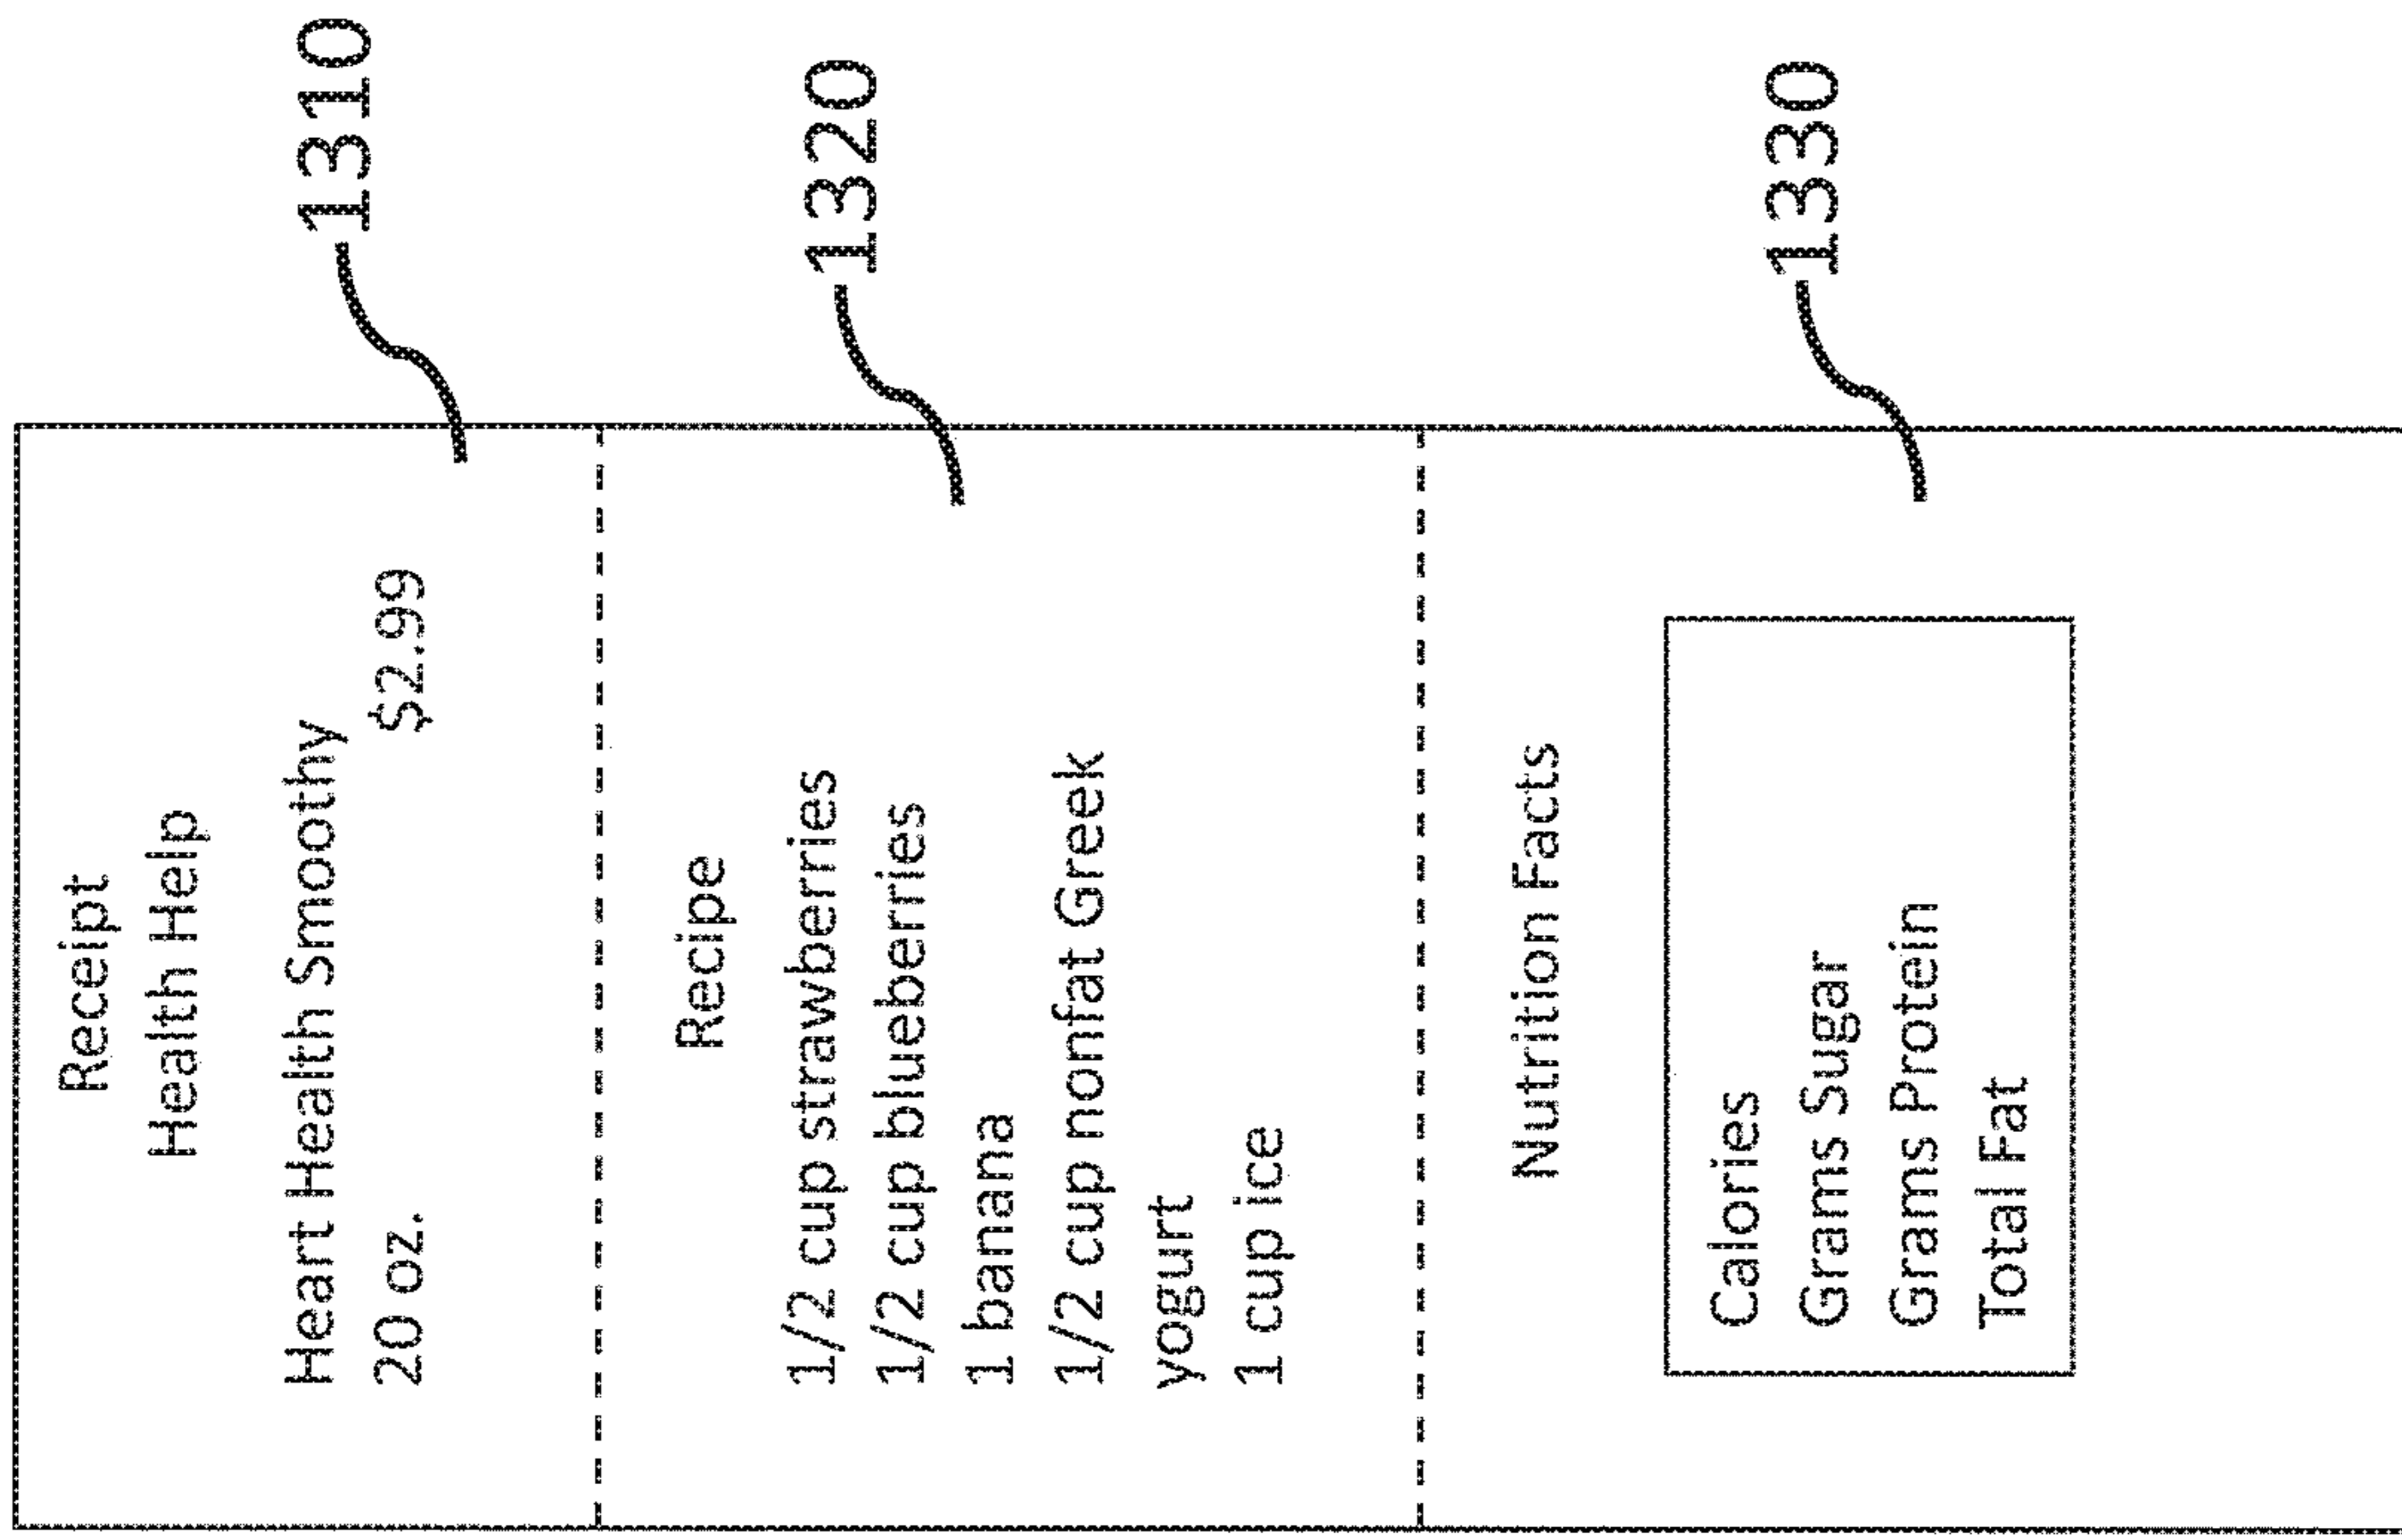 Receipt
Health Help
Heart Health Smoothy
20 oz. $2.99
1310
Recipe
1/2 cup strawberries
1/2 cup blueberries
1 banana
1/2 cup nonfat Greek
yogurt
1 cup ice
1320
Nutrition Facts
Calories
Grams Sugar
Grams Protein
Total Fat
1330